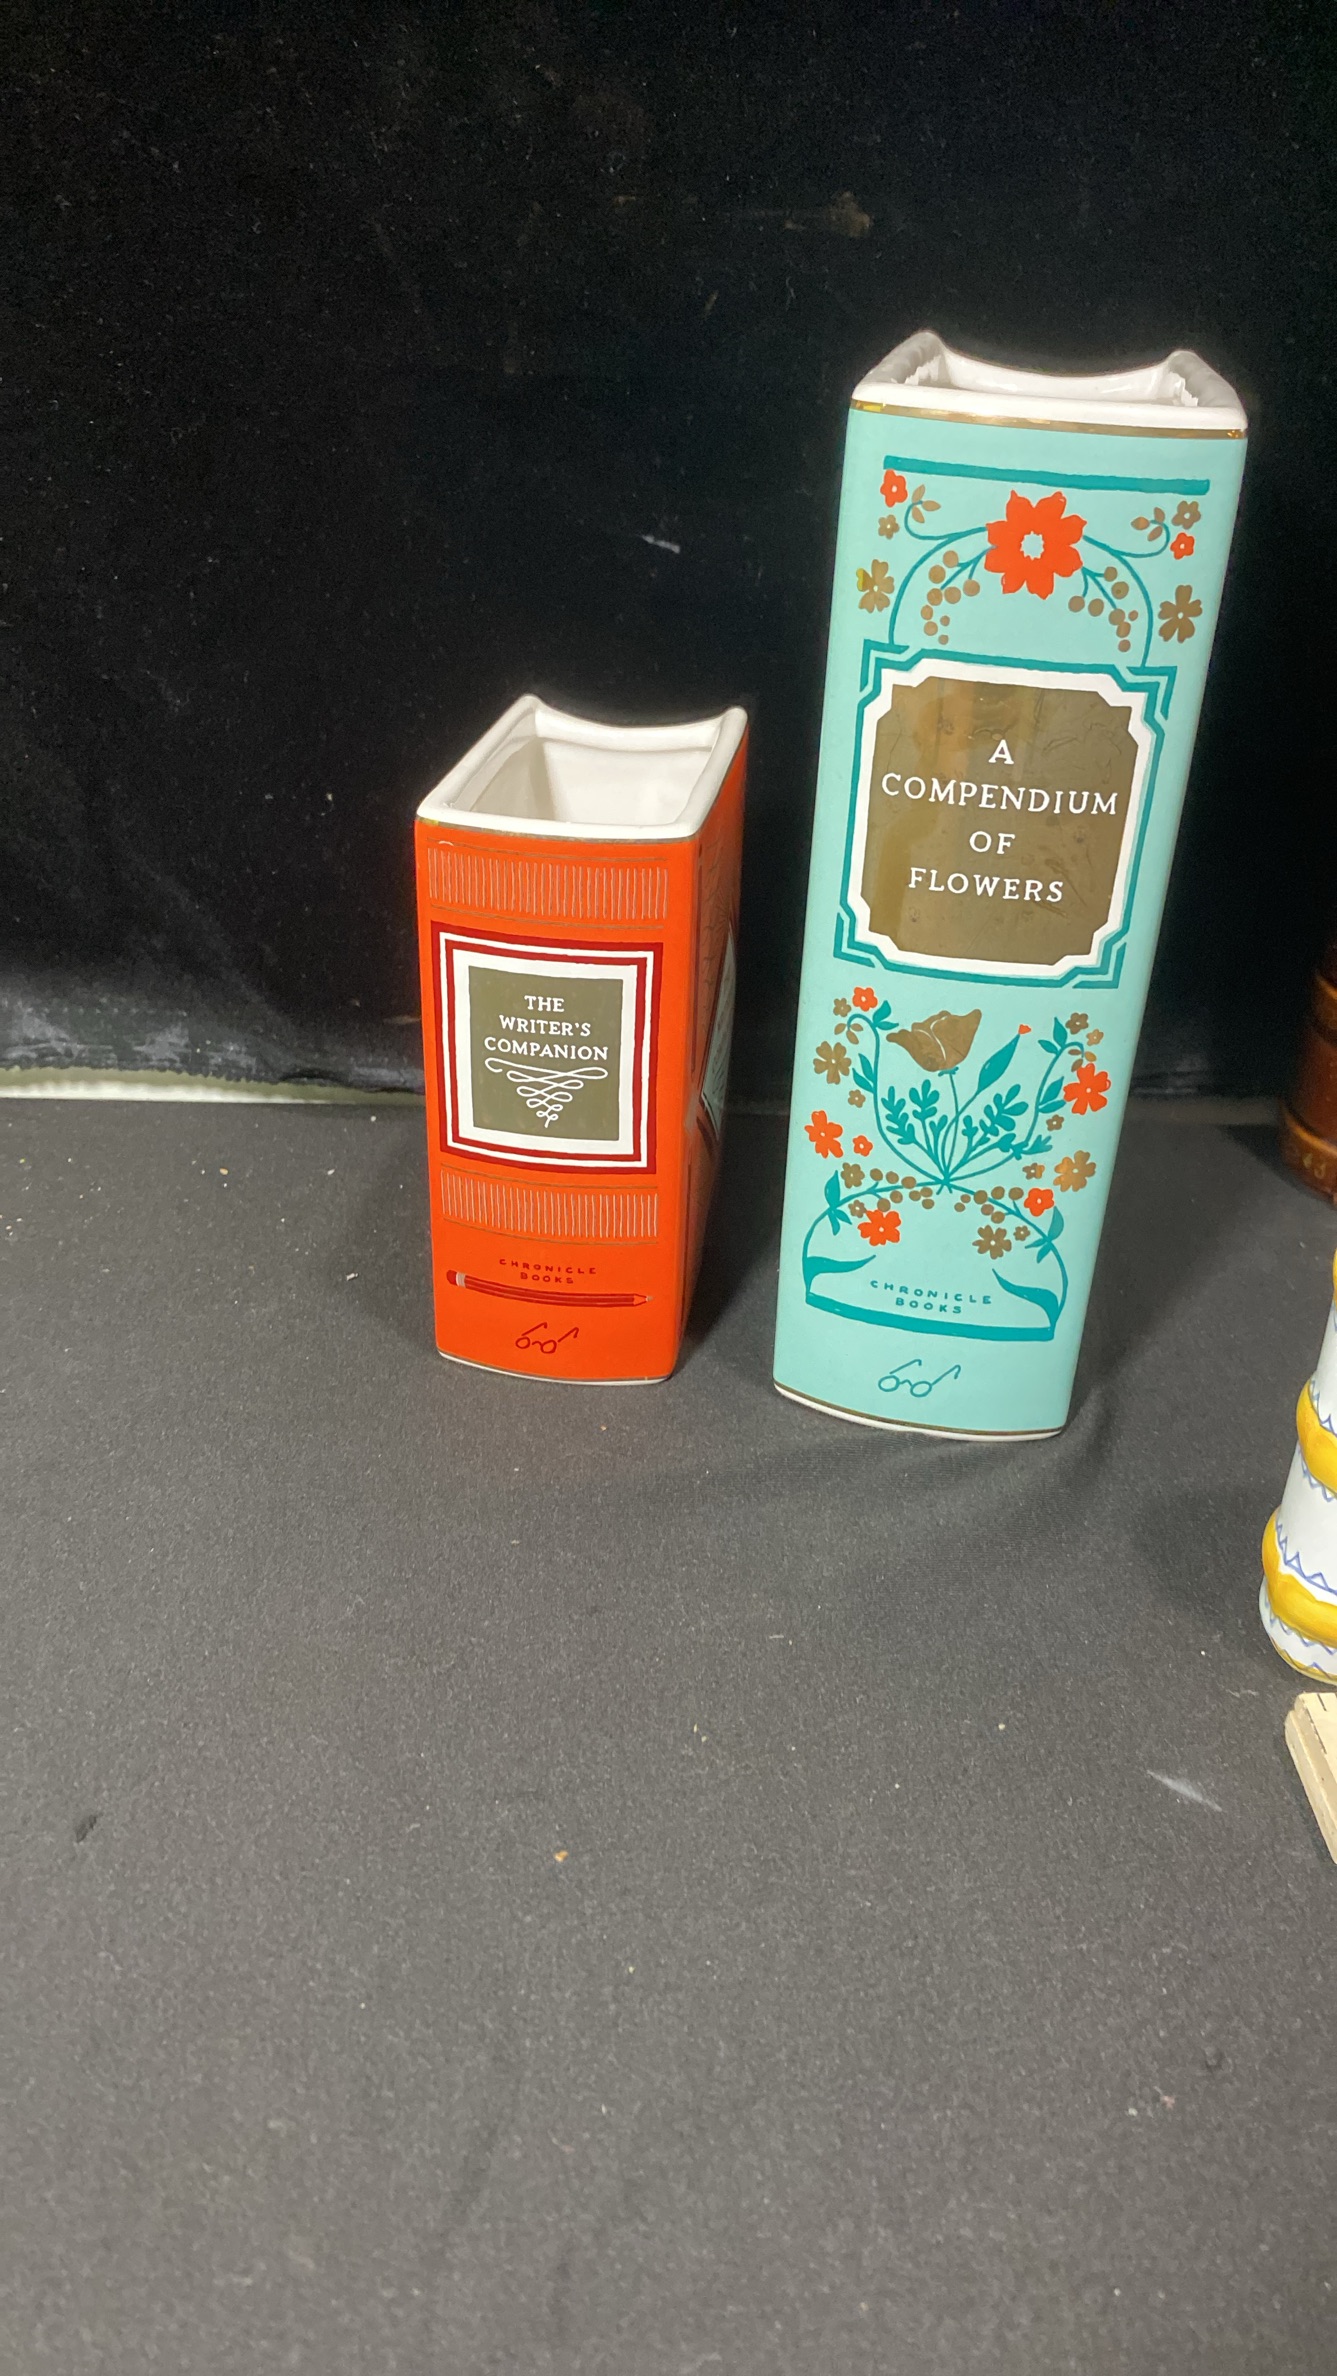 THE
WRITER'S
COMPANION
CHRONICLE
BOOKS
A
COMPENDIUM
OF
FLOWERS
CHRONICLE
BOOKS